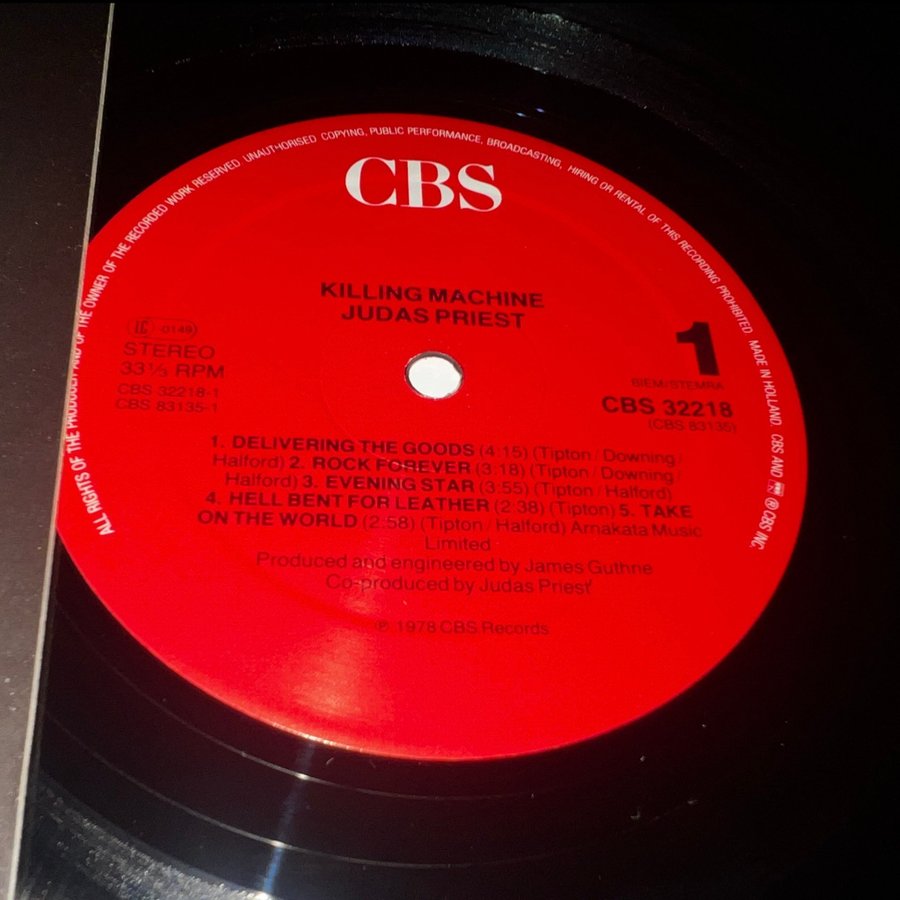 ALL RIGHTS OF THE PRODUCER AND OF THE OWNER OF THE RECORDED WORK RESERVED UNAUTHORISED COPYING, PUBLIC PERFORMANCE, BROADCASTING, HIRING OR RENTAL OF THIS RECORDING PROHIBITED. MADE IN HOLLAND. CBS AND ℗ CBS INC.
CBS
KILLING MACHINE
JUDAS PRIEST
LC 0149
STEREO
33⅓ RPM
CBS 32218-1
CBS 83135-1
1
BIEM/STEMRA
CBS 32218
(CBS 83135)
1. DELIVERING THE GOODS (4:15) (Tipton / Downing /
Halford) 2. ROCK FOREVER (3.18) (Tipton / Downing /
Halford) 3. EVENING STAR (3.55) (Tipton / Halford)
4. HELL BENT FOR LEATHER (2:38) (Tipton) 5. TAKE
ON THE WORLD (2:58) (Tipton / Halford) Arnakata Music
Limited
Produced and engineered by James Guthne
Co-produced by Judas Priest
℗ 1978 CBS Records